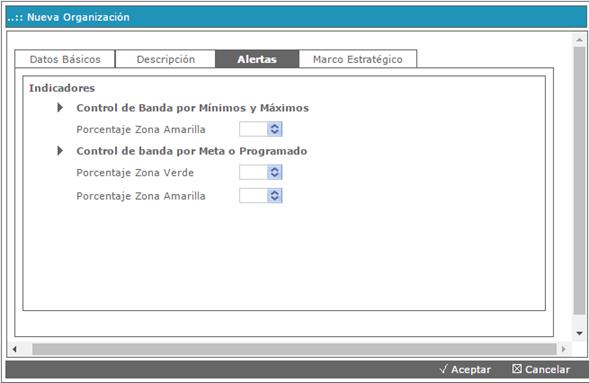 ..:: Nueva Organización
Datos Básicos Descripción Alertas Marco Estratégico
Indicadores
Control de Banda por Mínimos y Máximos
Porcentaje Zona Amarilla
Control de banda por Meta o Programado
Porcentaje Zona Verde
Porcentaje Zona Amarilla
√ Aceptar Cancelar